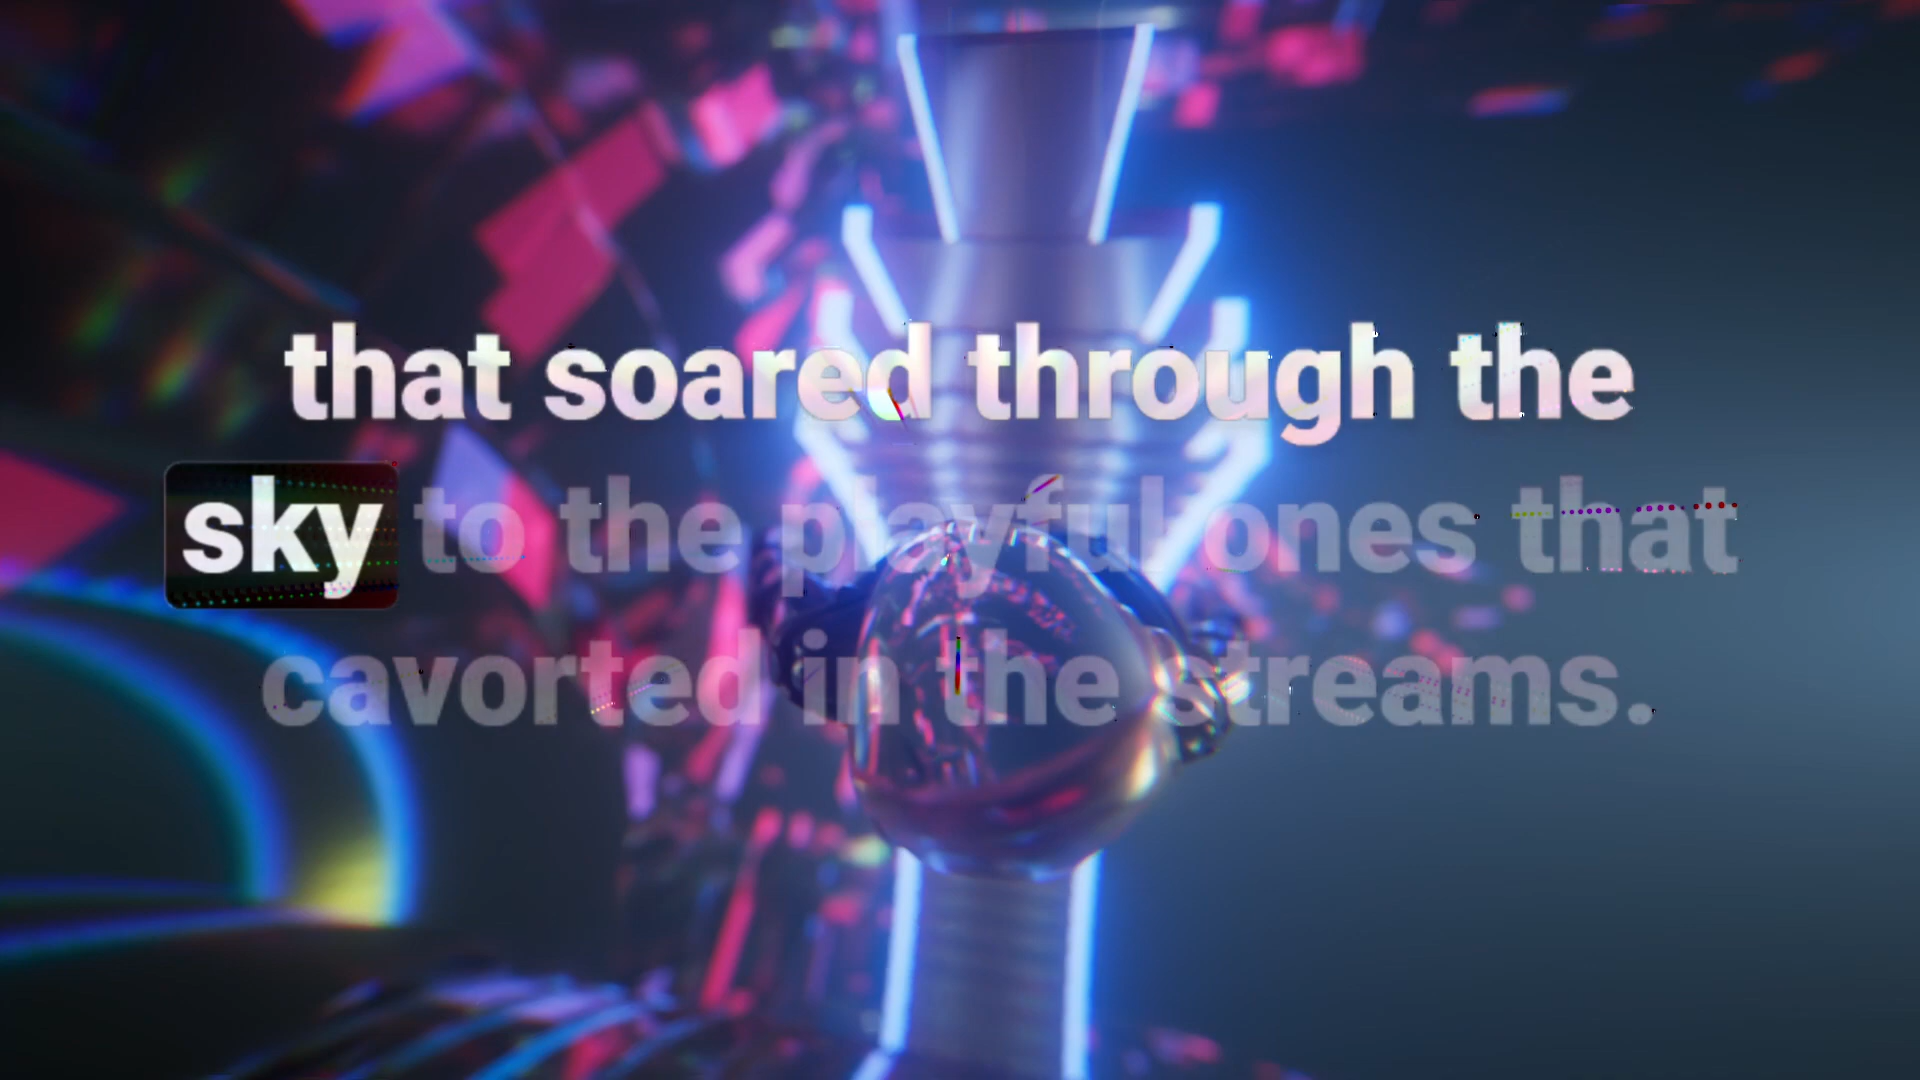 that soared through the
sky to the playful ones that
cavorted in the streams.